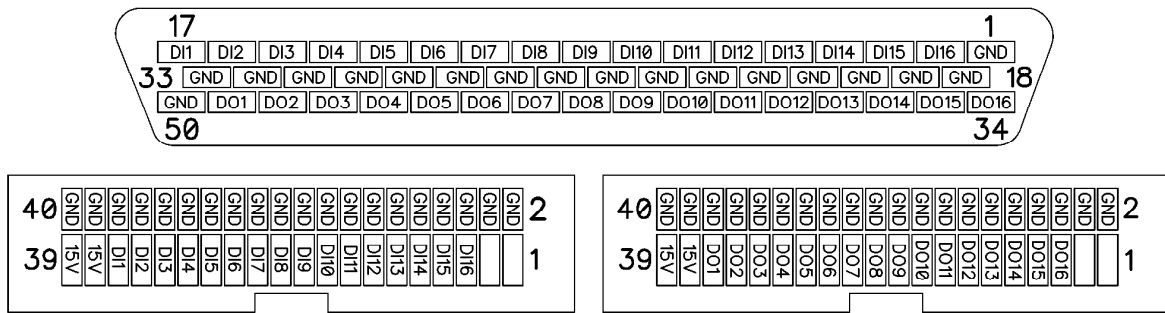 17 1
DI1 DI2 DI3 DI4 DI5 DI6 DI7 DI8 DI9 DI10 DI11 DI12 DI13 DI14 DI15 DI16 GND
33 GND GND GND GND GND GND GND GND GND GND GND GND GND GND GND GND 18
GND DO1 DO2 DO3 DO4 DO5 DO6 DO7 DO8 DO9 DO10 DO11 DO12 DO13 DO14 DO15 DO16
50 34
40 GND GND GND GND GND GND GND GND GND GND GND GND GND GND GND GND GND GND GND GND 2
39 15V 15V DI1 DI2 DI3 DI4 DI5 DI6 DI7 DI8 DI9 DI10 DI11 DI12 DI13 DI14 DI15 DI16 1
40 GND GND GND GND GND GND GND GND GND GND GND GND GND GND GND GND GND GND GND GND 2
39 15V 15V DO1 DO2 DO3 DO4 DO5 DO6 DO7 DO8 DO9 DO10 DO11 DO12 DO13 DO14 DO15 DO16 1